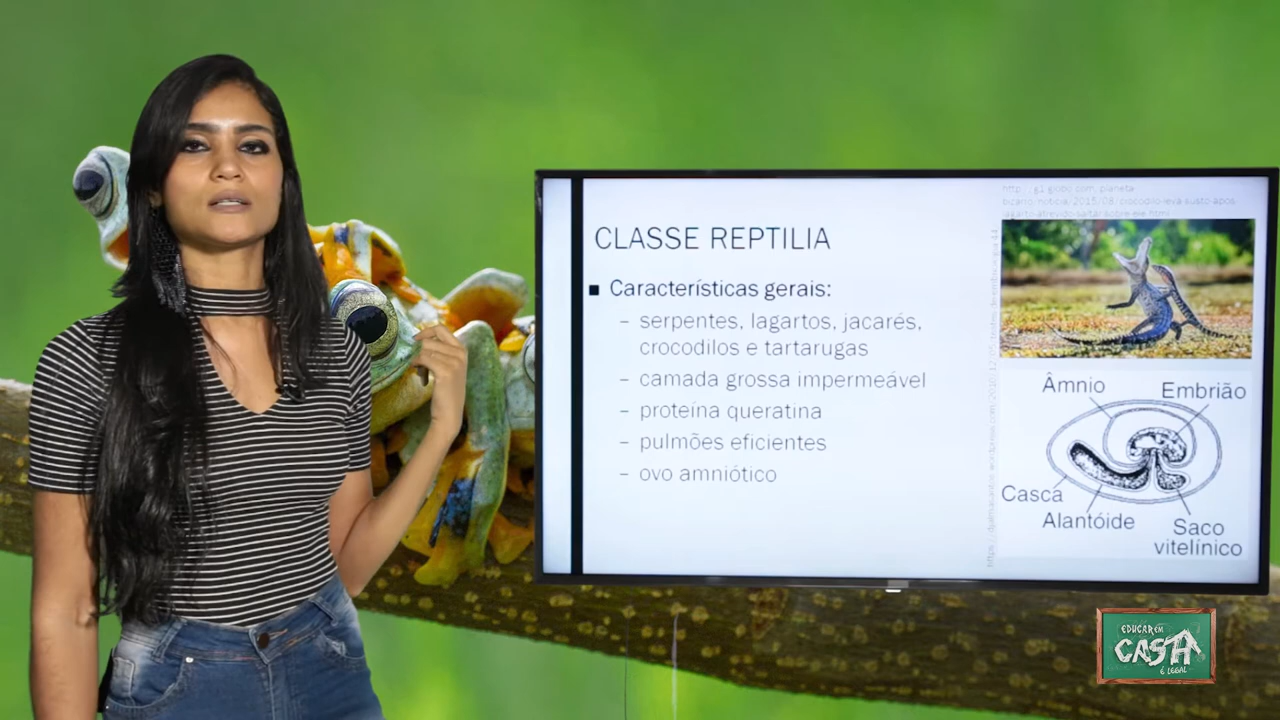 CLASSE REPTILIA
■ Características gerais:
– serpentes, lagartos, jacarés,
crocodilos e tartarugas
– camada grossa impermeável
– proteína queratina
– pulmões eficientes
– ovo amniótico
Âmnio
Embrião
Casca
Alantóide
Saco
vitelínico
EDUCAR EM
CASA
É LEGAL